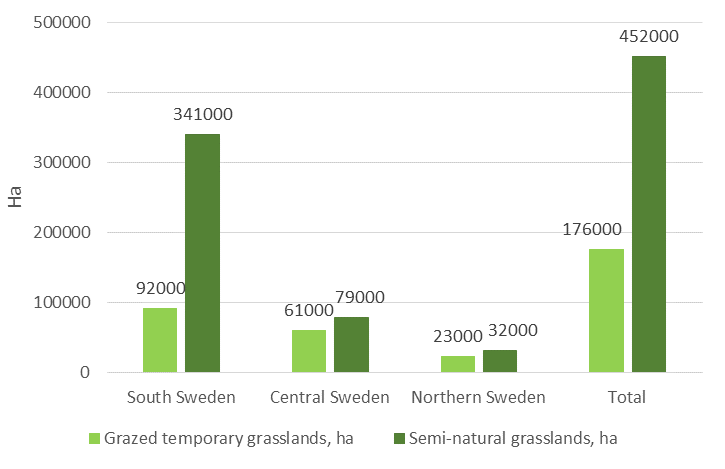 500000
400000
300000
200000
100000
0
Ha
92000
341000
61000
79000
23000
32000
176000
452000
South Sweden
Central Sweden
Northern Sweden
Total
Grazed temporary grasslands, ha
Semi-natural grasslands, ha